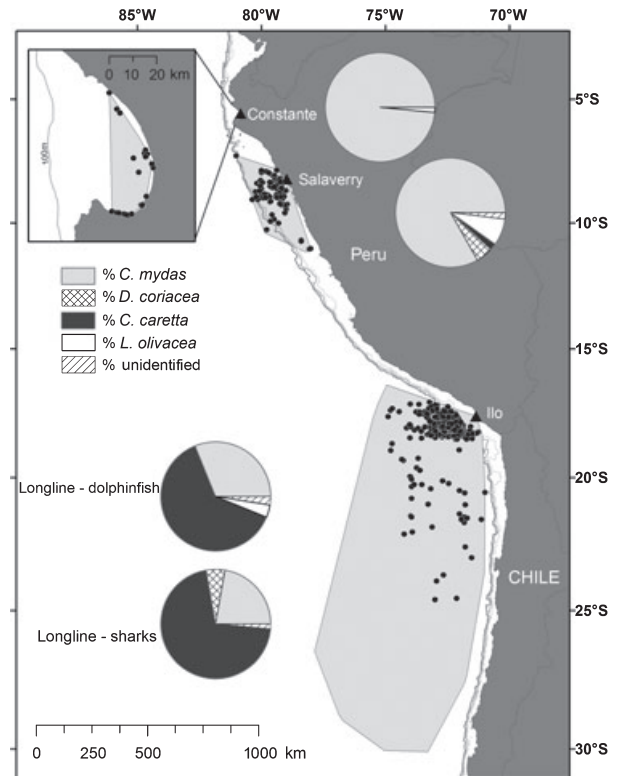 85°W 80°W 75°W 70°W
0 10 20 km
100m
5°S
Constante
Salaverry
10°S
Peru
% C. mydas
% D. coriacea
% C. caretta
% L. olivacea
% unidentified
15°S
Ilo
Longline - dolphinfish
20°S
CHILE
Longline - sharks
25°S
0 250 500 1000 km
30°S